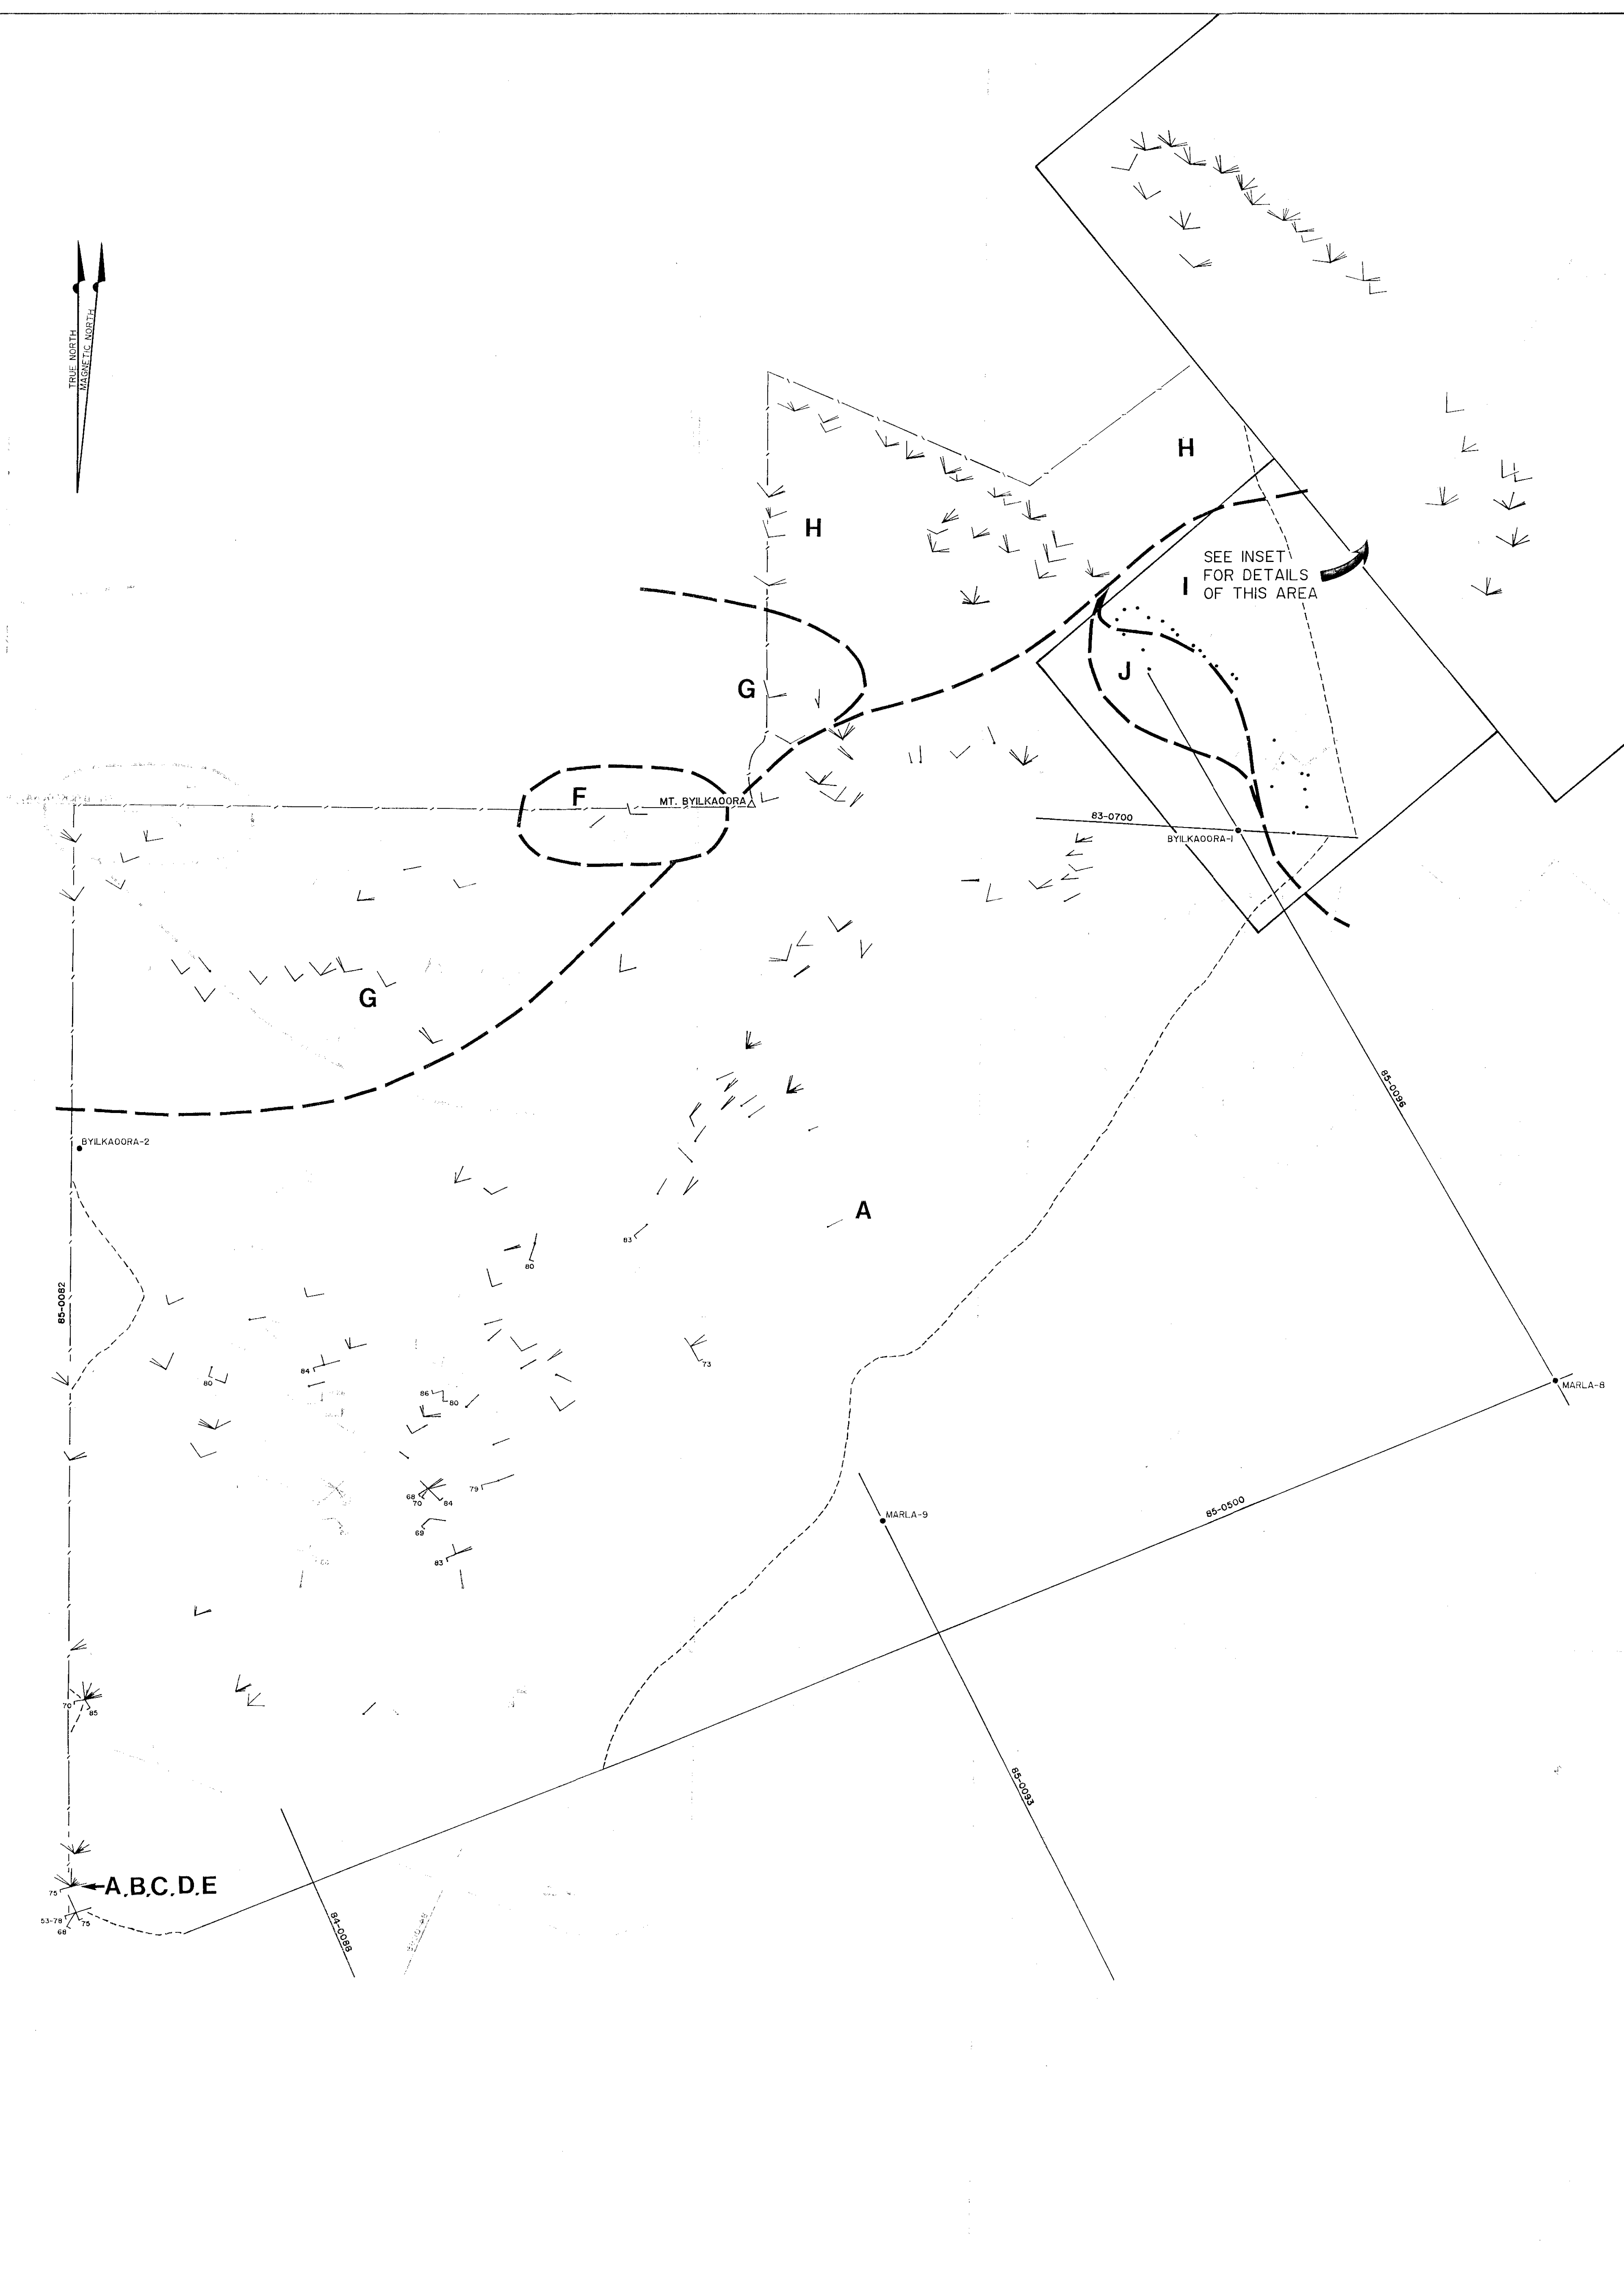 TRUE NORTH
MAGNETIC NORTH
H
H
SEE INSET
FOR DETAILS
OF THIS AREA
I
J
G
F
MT. BYILKAOORA
83-0700
BYILKAOORA-1
G
85-0096
BYILKAOORA-2
A
83
80
85-0082
73
84
80
86
80
MARLA-8
79
68
70
84
69
83
MARLA-9
85-0500
70
85
85-0093
A,B,C,D,E
75
53-78
75
68
84-0088